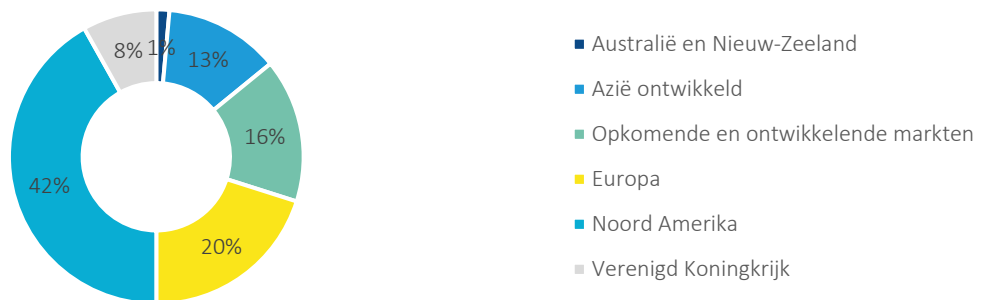 8%
1%
13%
16%
42%
20%
Australië en Nieuw-Zeeland
Azië ontwikkeld
Opkomende en ontwikkelende markten
Europa
Noord Amerika
Verenigd Koningkrijk